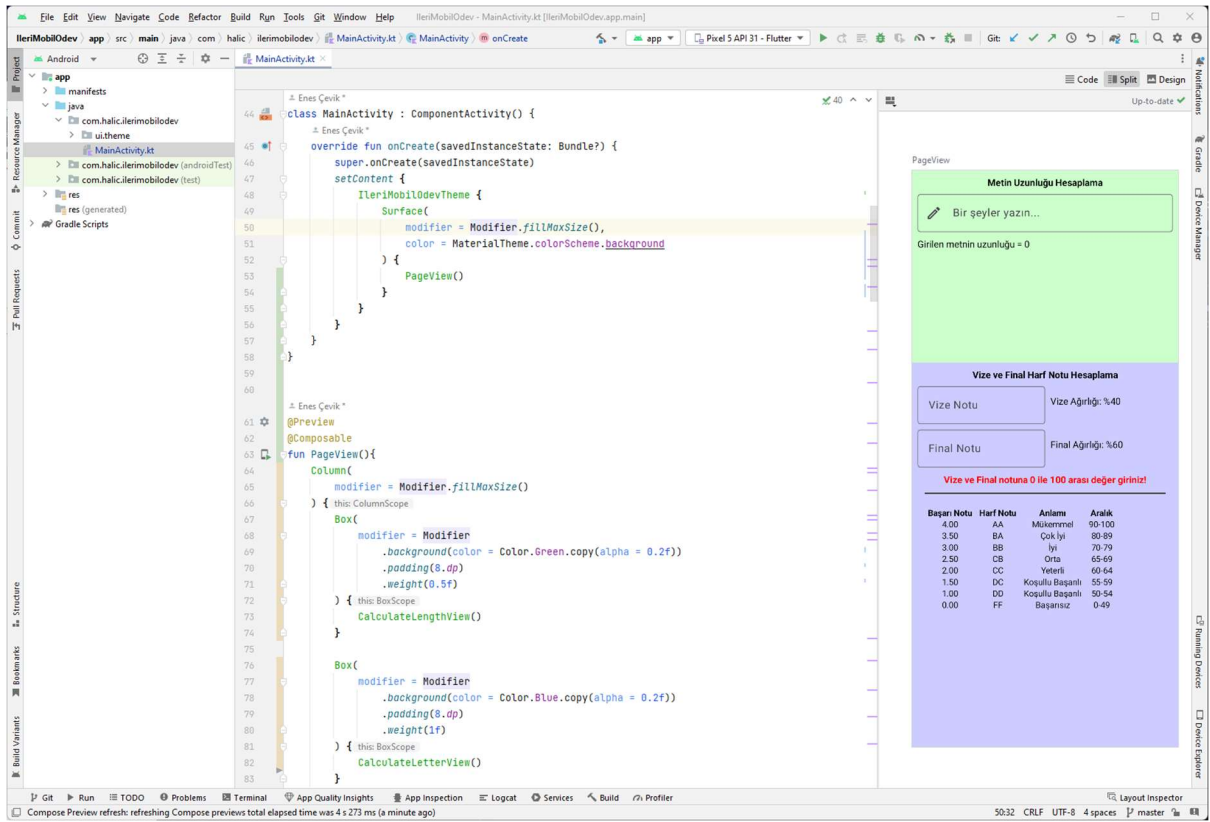 File Edit View Navigate Code Refactor Build Run Tools Git Window Help IleriMobilOdev - MainActivity.kt [IleriMobilOdev.app.main]
IleriMobilOdev app src main java com halic ilerimobilodev MainActivity.kt MainActivity onCreate app Pixel 5 API 31 - Flutter Git:
Project
Resource Manager
Commit
Pull Requests
Structure
Bookmarks
Build Variants
Android
app
manifests
java
com.halic.ilerimobilodev
ui.theme
MainActivity.kt
com.halic.ilerimobilodev (androidTest)
com.halic.ilerimobilodev (test)
res
res (generated)
Gradle Scripts
MainActivity.kt
Code Split Design
40
Up-to-date
Enes Çevik *
44 class MainActivity : ComponentActivity() {
Enes Çevik *
45 override fun onCreate(savedInstanceState: Bundle?) {
46 super.onCreate(savedInstanceState)
47 setContent {
48 IleriMobilOdevTheme {
49 Surface(
50 modifier = Modifier.fillMaxSize(),
51 color = MaterialTheme.colorScheme.background
52 ) {
53 PageView()
54 }
55 }
56 }
57 }
58 }
59
60
Enes Çevik *
61 @Preview
62 @Composable
63 fun PageView(){
64 Column(
65 modifier = Modifier.fillMaxSize()
66 ) { this: ColumnScope
67 Box(
68 modifier = Modifier
69 .background(color = Color.Green.copy(alpha = 0.2f))
70 .padding(8.dp)
71 .weight(0.5f)
72 ) { this: BoxScope
73 CalculateLengthView()
74 }
75
76 Box(
77 modifier = Modifier
78 .background(color = Color.Blue.copy(alpha = 0.2f))
79 .padding(8.dp)
80 .weight(1f)
81 ) { this: BoxScope
82 CalculateLetterView()
83 }
PageView
Metin Uzunluğu Hesaplama
Bir şeyler yazın...
Girilen metnin uzunluğu = 0
Vize ve Final Harf Notu Hesaplama
Vize Notu Vize Ağırlığı: %40
Final Notu Final Ağırlığı: %60
Vize ve Final notuna 0 ile 100 arası değer giriniz!
Başarı Notu Harf Notu Anlamı Aralık
4.00 AA Mükemmel 90-100
3.50 BA Çok İyi 80-89
3.00 BB İyi 70-79
2.50 CB Orta 65-69
2.00 CC Yeterli 60-64
1.50 DC Koşullu Başarılı 55-59
1.00 DD Koşullu Başarılı 50-54
0.00 FF Başarısız 0-49
Notifications
Gradle
Device Manager
Running Devices
Device Explorer
Git Run TODO Problems Terminal App Quality Insights App Inspection Logcat Services Build Profiler Layout Inspector
Compose Preview refresh: refreshing Compose previews total elapsed time was 4 s 273 ms (a minute ago) 50:32 CRLF UTF-8 4 spaces master